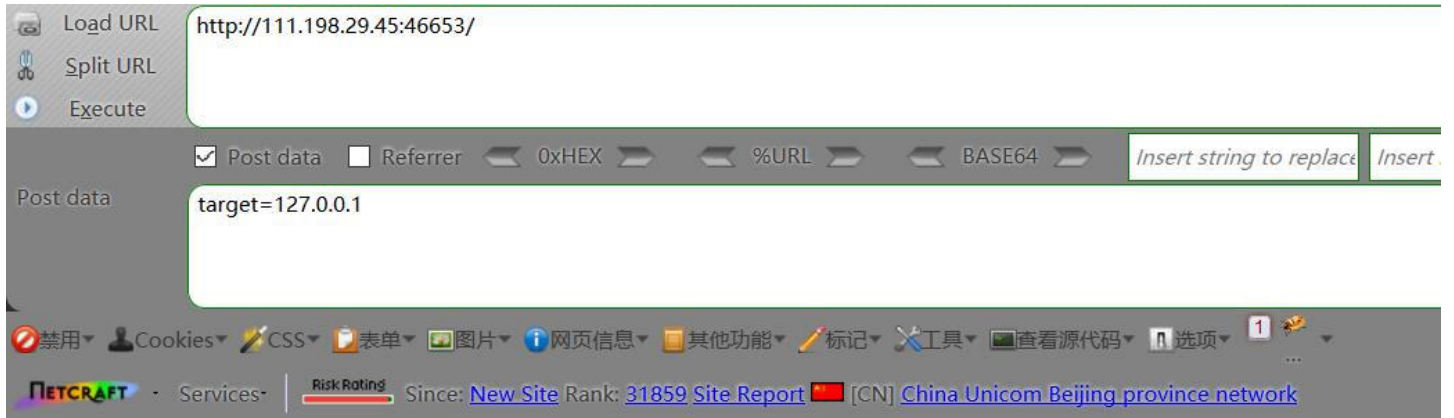 Load URL
http://111.198.29.45:46653/
Split URL
Execute
Post data Referrer 0xHEX %URL BASE64 Insert string to replace Insert
Post data
target=127.0.0.1
禁用 Cookies CSS 表单 图片 网页信息 其他功能 标记 工具 查看源代码 选项 1
...
NETCRAFT - Services- Risk Rating Since: New Site Rank: 31859 Site Report [CN] China Unicom Beijing province network